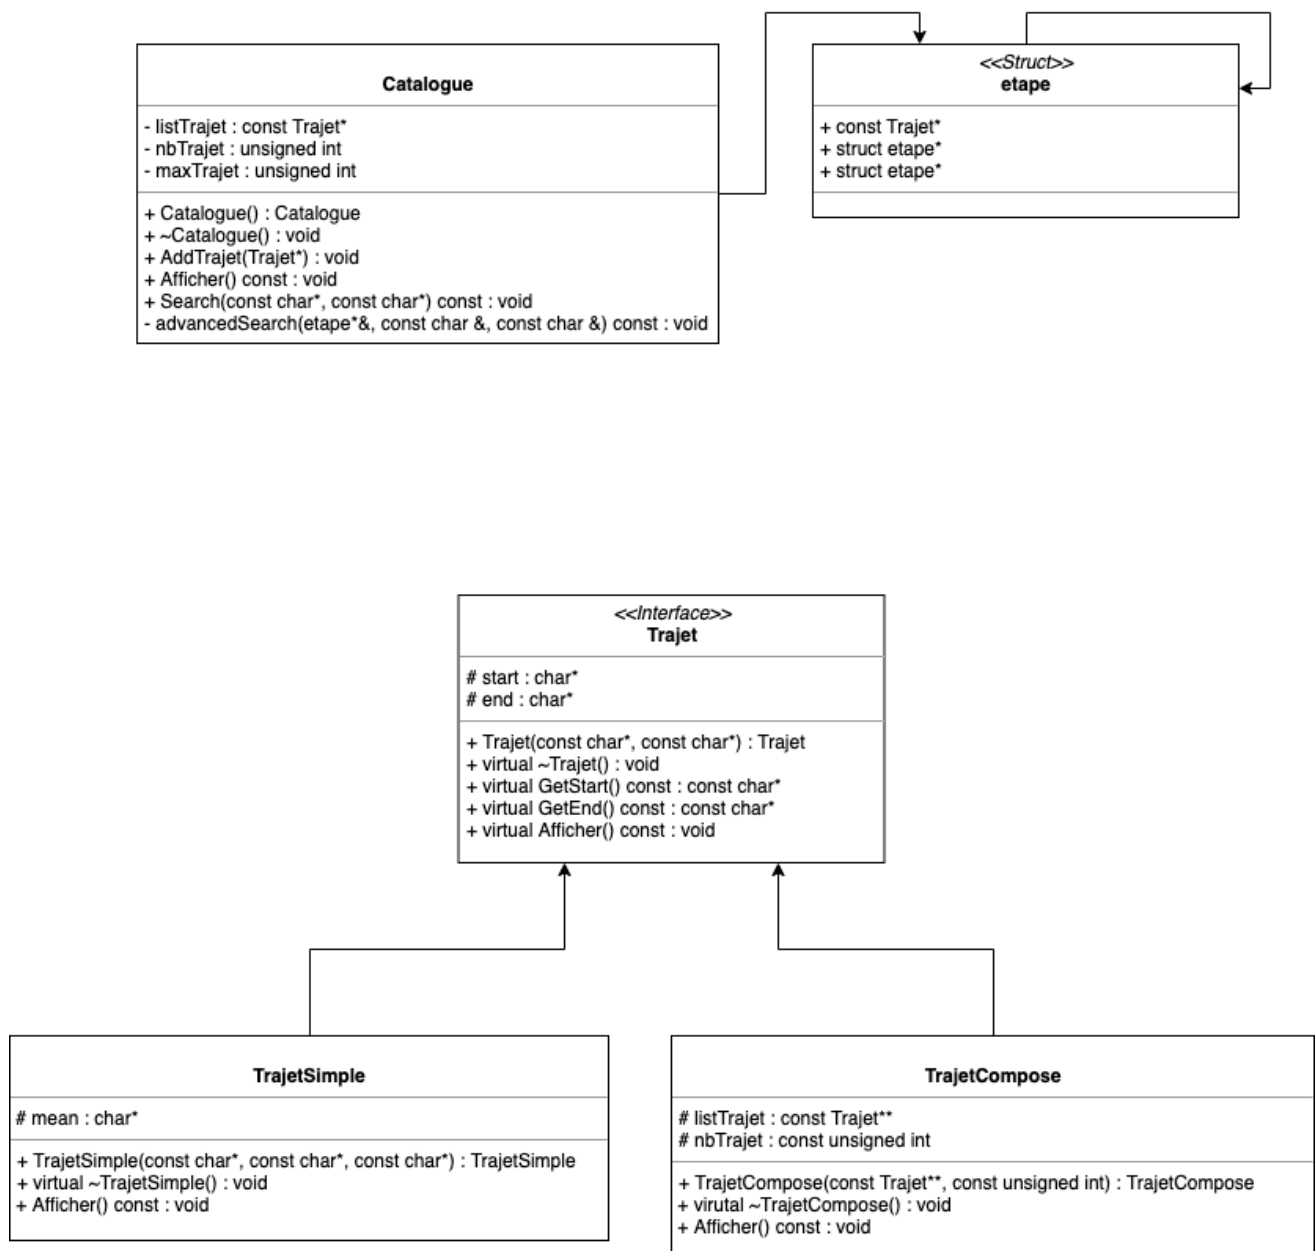 Catalogue
- listTrajet : const Trajet*
- nbTrajet : unsigned int
- maxTrajet : unsigned int
+ Catalogue() : Catalogue
+ ~Catalogue() : void
+ AddTrajet(Trajet*) : void
+ Afficher() const : void
+ Search(const char*, const char*) const : void
- advancedSearch(etape*&, const char &, const char &) const : void
<<Struct>>
etape
+ const Trajet*
+ struct etape*
+ struct etape*
<<Interface>>
Trajet
# start : char*
# end : char*
+ Trajet(const char*, const char*) : Trajet
+ virtual ~Trajet() : void
+ virtual GetStart() const : const char*
+ virtual GetEnd() const : const char*
+ virtual Afficher() const : void
TrajetSimple
# mean : char*
+ TrajetSimple(const char*, const char*, const char*) : TrajetSimple
+ virtual ~TrajetSimple() : void
+ Afficher() const : void
TrajetCompose
# listTrajet : const Trajet**
# nbTrajet : const unsigned int
+ TrajetCompose(const Trajet**, const unsigned int) : TrajetCompose
+ virutal ~TrajetCompose() : void
+ Afficher() const : void